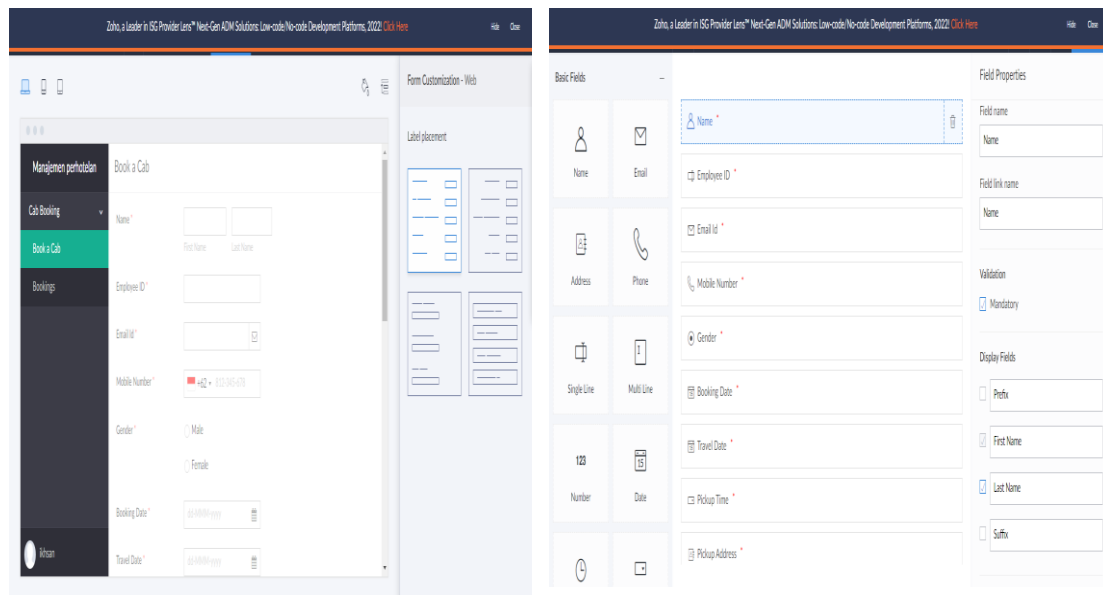 Zoho, a Leader in ISG Provider Lens™ Next-Gen ADM Solutions: Low-code/No-code Development Platforms, 2022! Click Here
Hide Close
Form Customization - Web
Label placement
Manajemen perhotelan
Book a Cab
Cab Booking
Book a Cab
Bookings
Name *
First Name Last Name
Employee ID *
Email Id *
Mobile Number *
+62 812-345-678
Gender *
Male
Female
Booking Date *
dd-MMM-yyyy
Travel Date *
dd-MMM-yyyy
ikhsan
Zoho, a Leader in ISG Provider Lens™ Next-Gen ADM Solutions: Low-code/No-code Development Platforms, 2022! Click Here
Hide Close
Basic Fields
Name
Email
Address
Phone
Single Line
Multi Line
123
Number
15
Date
Name *
Employee ID *
Email Id *
Mobile Number *
Gender *
Booking Date *
Travel Date *
Pickup Time *
Pickup Address *
Field Properties
Field name
Name
Field link name
Name
Validation
Mandatory
Display Fields
Prefix
First Name
Last Name
Suffix